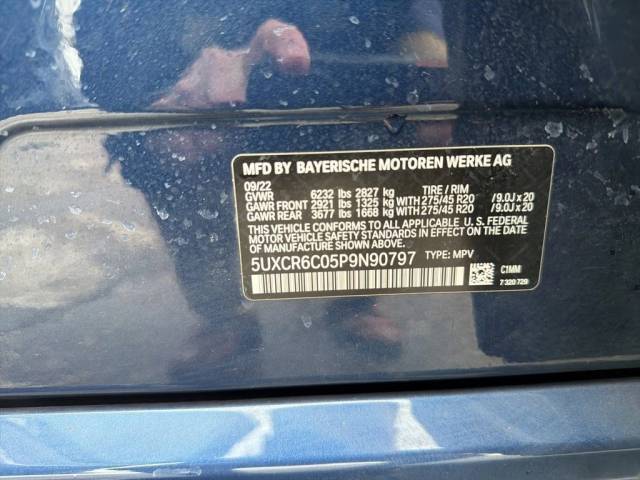 MFD BY BAYERISCHE MOTOREN WERKE AG
09/22
GVWR 6232 lbs 2827 kg TIRE / RIM
GAWR FRONT 2921 lbs 1325 kg WITH 275/45 R20 /9.0J x 20
GAWR REAR 3677 lbs 1668 kg WITH 275/45 R20 /9.0J x 20
THIS VEHICLE CONFORMS TO ALL APPLICABLE U. S. FEDERAL
MOTOR VEHICLE SAFETY STANDARDS IN EFFECT ON THE DATE
OF MANUFACTURE SHOWN ABOVE.
5UXCR6C05P9N90797 TYPE: MPV
C1MM
7 320 729